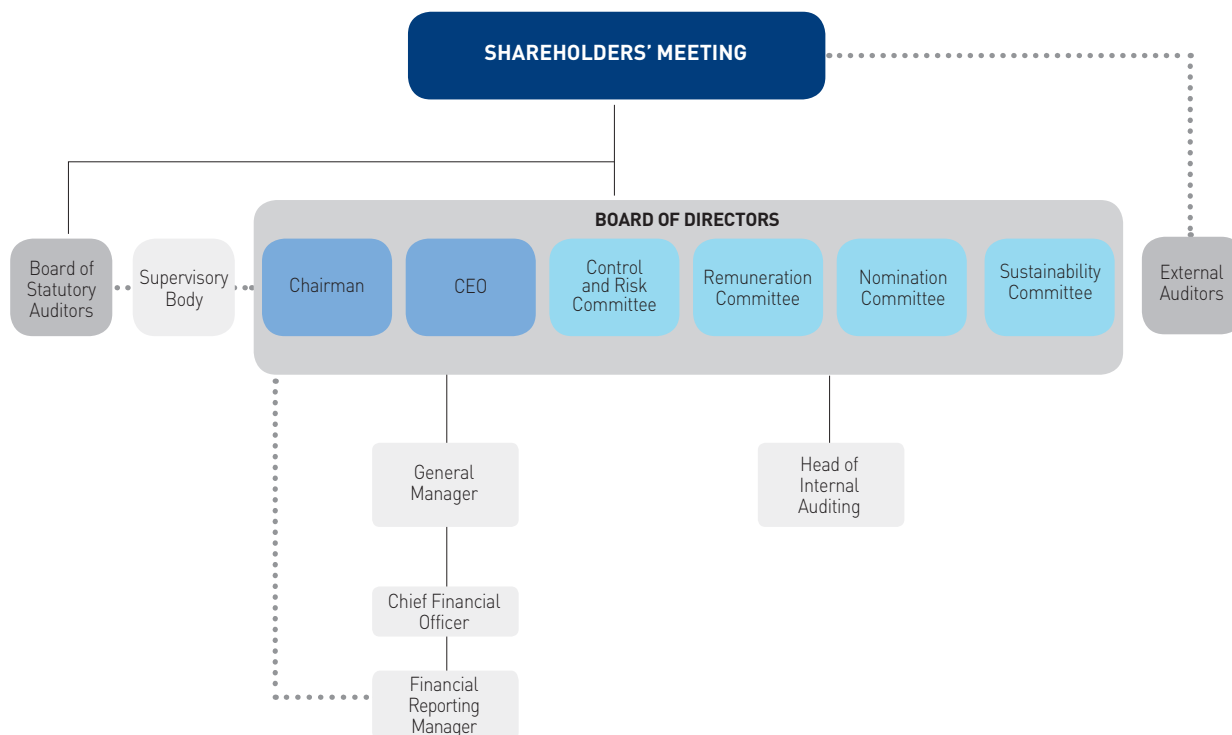 SHAREHOLDERS’ MEETING
BOARD OF DIRECTORS
Board of
Statutory
Auditors
Supervisory
Body
Chairman
CEO
Control
and Risk
Committee
Remuneration
Committee
Nomination
Committee
Sustainability
Committee
External
Auditors
General
Manager
Head of
Internal
Auditing
Chief Financial
Officer
Financial
Reporting
Manager